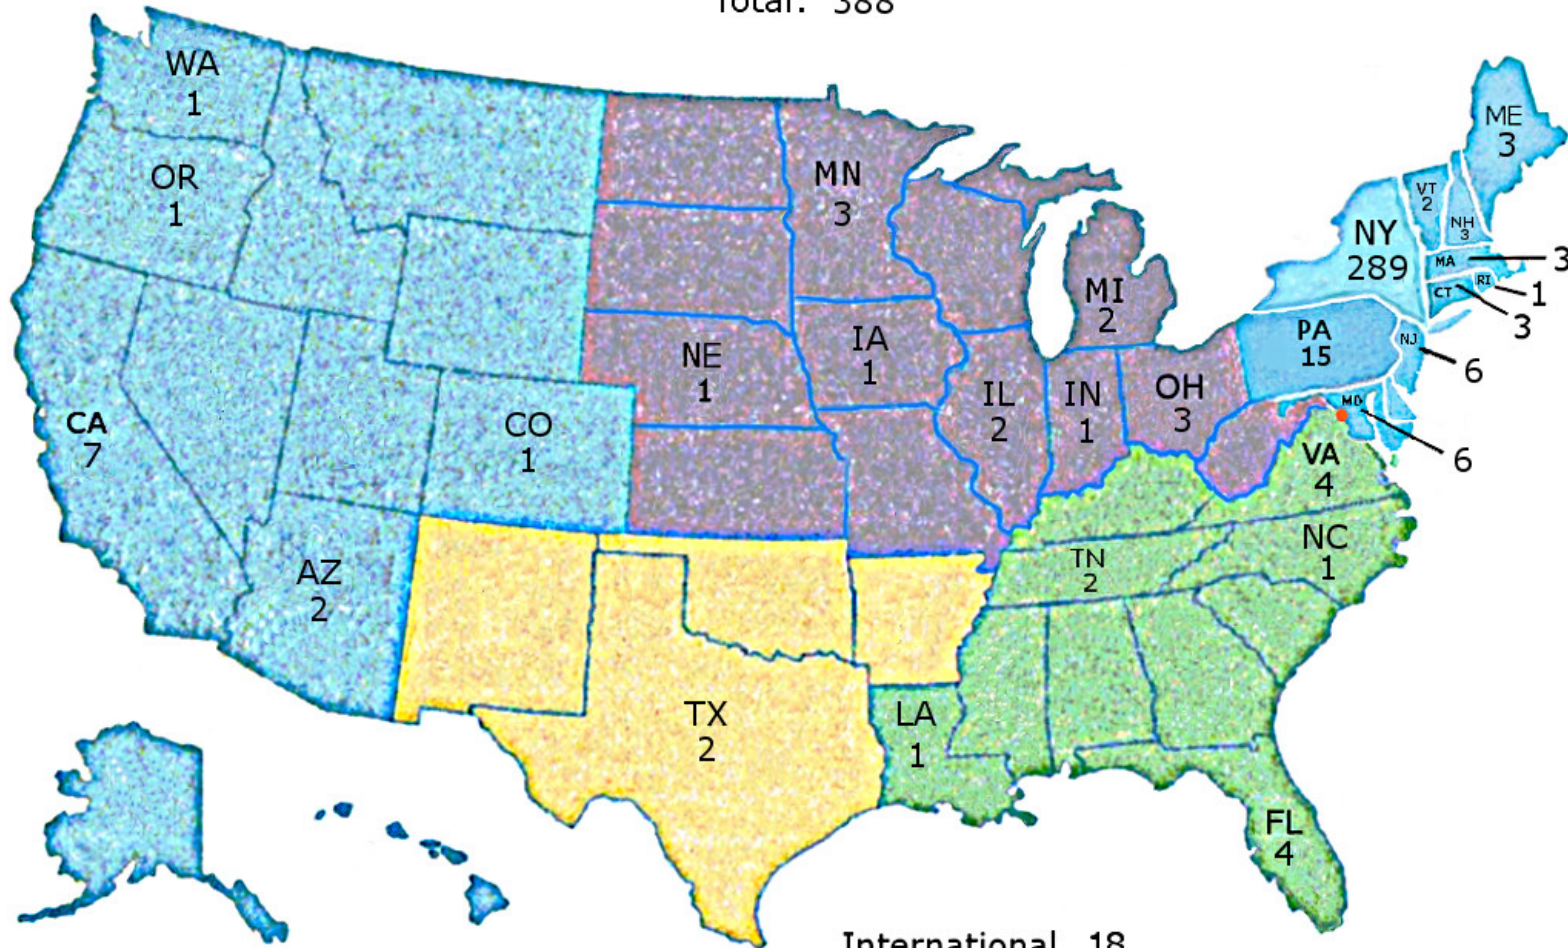 Total: 388
WA
1
OR
1
CA
7
AZ
2
CO
1
MN
3
NE
1
IA
1
IL
2
MI
2
IN
1
OH
3
TX
2
LA
1
TN
2
NC
1
VA
4
FL
4
ME
3
VT
2
NH
3
NY
289
MA
3
RI
1
CT
3
PA
15
NJ
6
MD
6
International 18